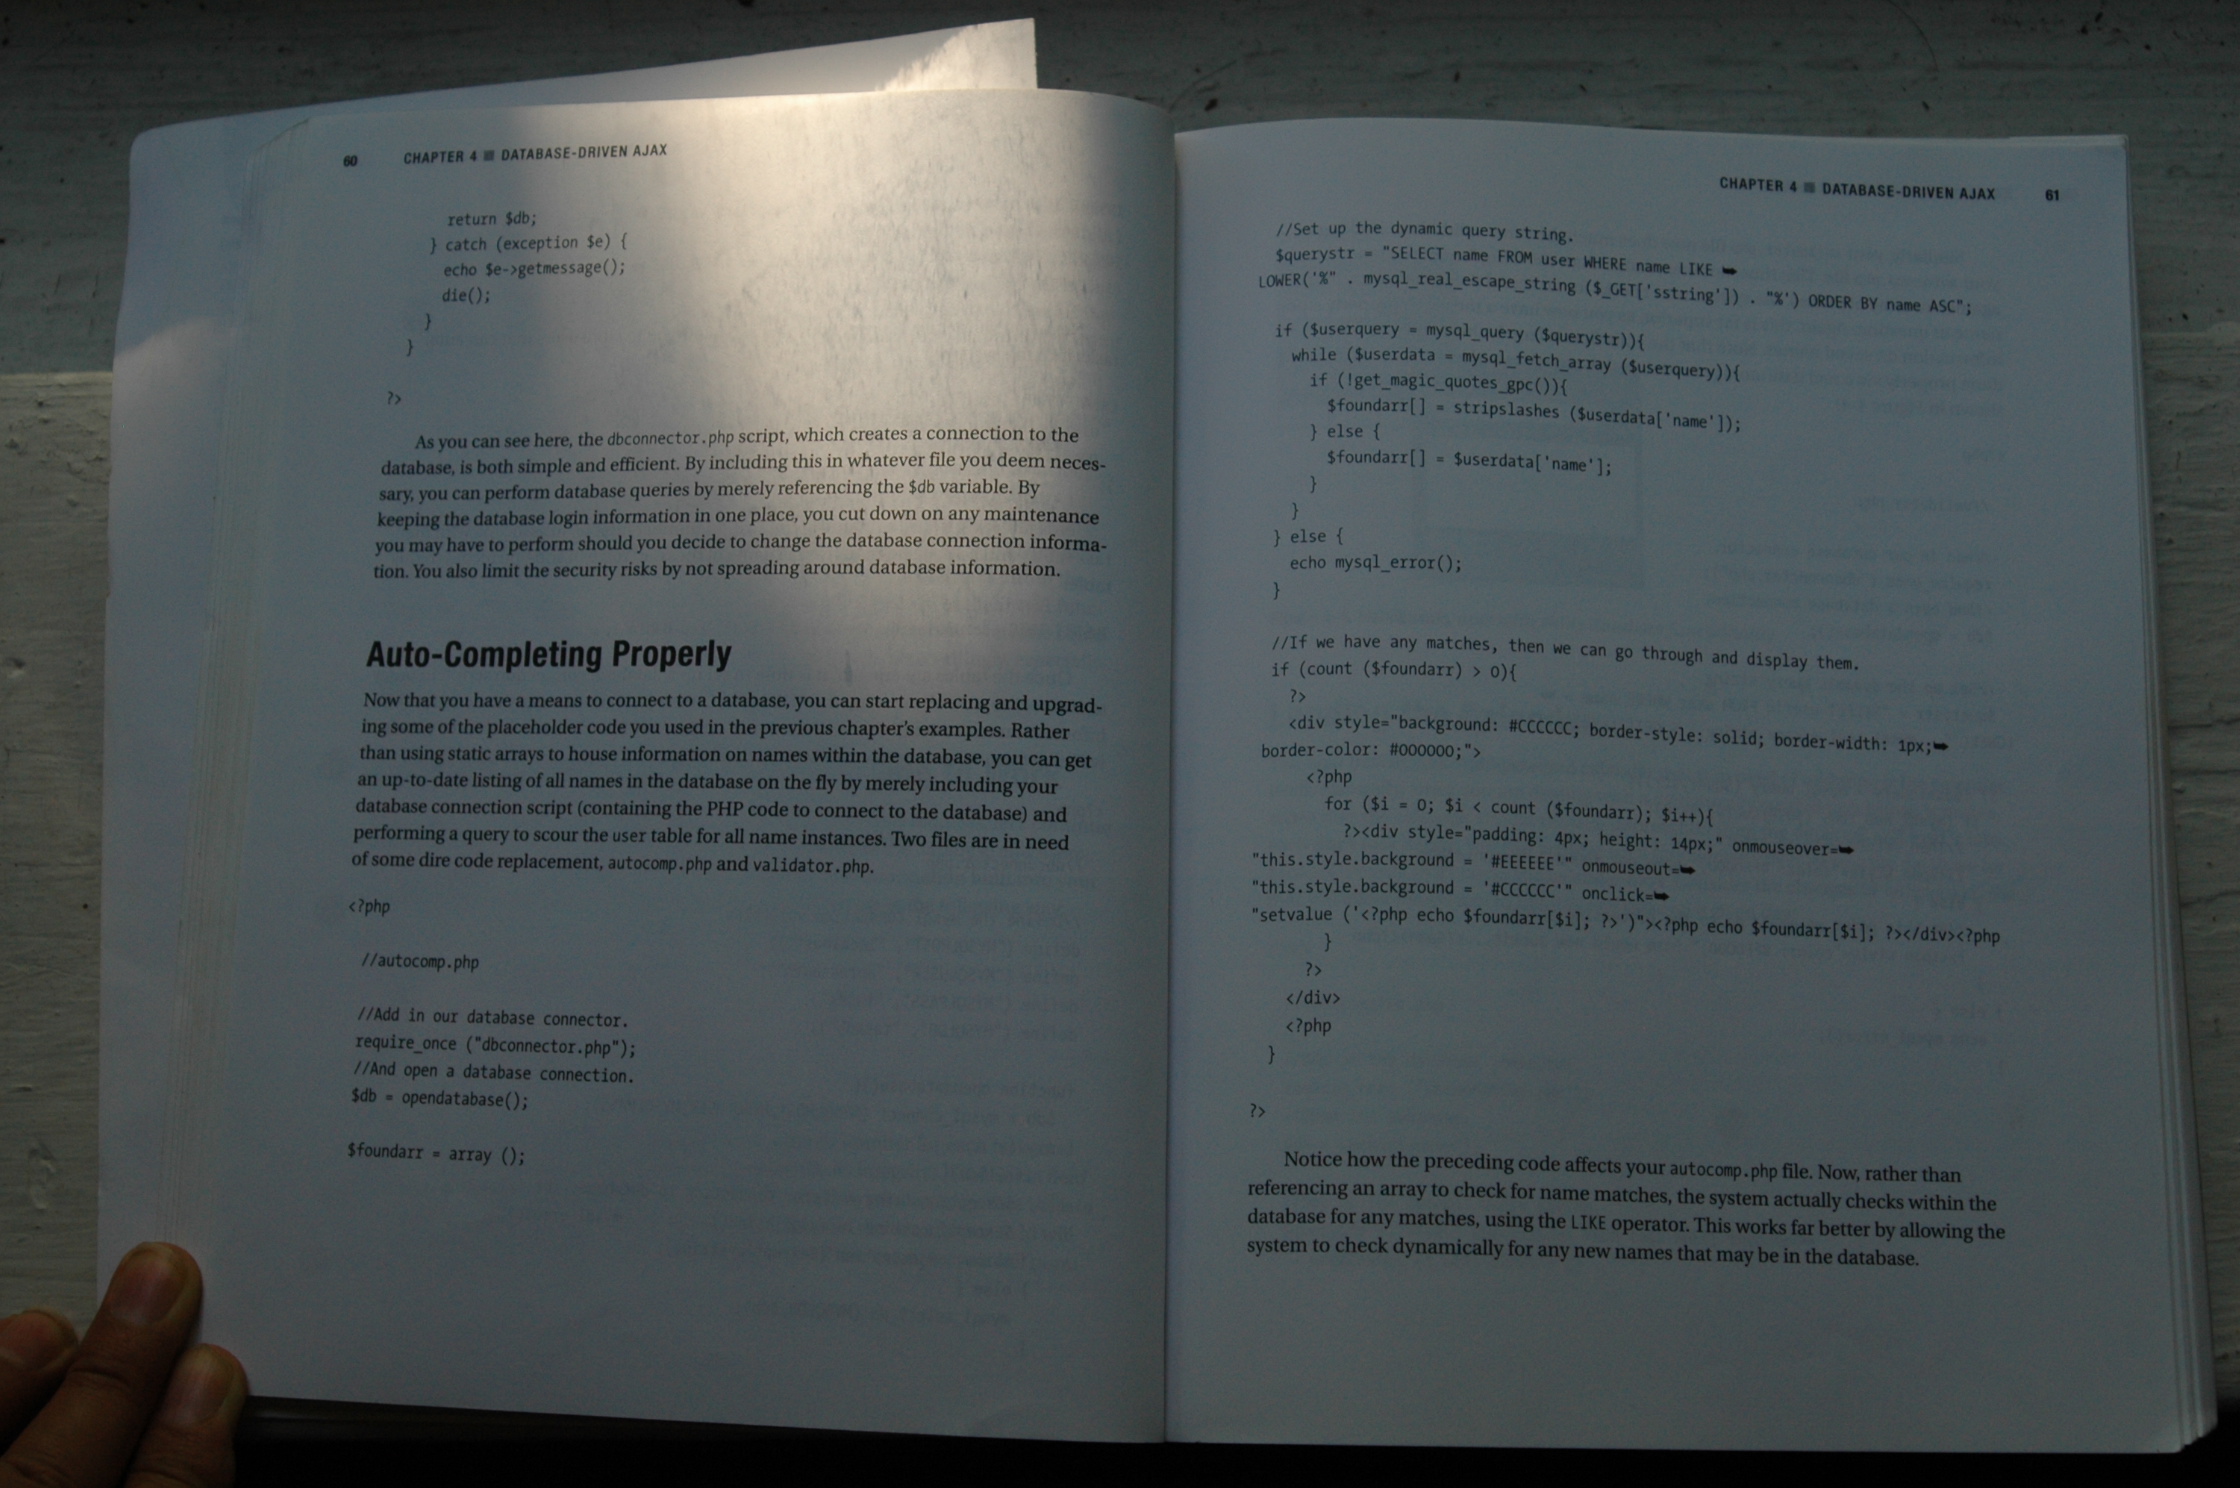 60 CHAPTER 4 ■ DATABASE-DRIVEN AJAX
return $db;
} catch (exception $e) {
echo $e->getmessage();
die();
}
}
?>
As you can see here, the dbconnector.php script, which creates a connection to the
database, is both simple and efficient. By including this in whatever file you deem neces-
sary, you can perform database queries by merely referencing the $db variable. By
keeping the database login information in one place, you cut down on any maintenance
you may have to perform should you decide to change the database connection informa-
tion. You also limit the security risks by not spreading around database information.
Auto-Completing Properly
Now that you have a means to connect to a database, you can start replacing and upgrad-
ing some of the placeholder code you used in the previous chapter's examples. Rather
than using static arrays to house information on names within the database, you can get
an up-to-date listing of all names in the database on the fly by merely including your
database connection script (containing the PHP code to connect to the database) and
performing a query to scour the user table for all name instances. Two files are in need
of some dire code replacement, autocomp.php and validator.php.
<?php
//autocomp.php
//Add in our database connector.
require_once ("dbconnector.php");
//And open a database connection.
$db = opendatabase();
$foundarr = array ();
CHAPTER 4 ■ DATABASE-DRIVEN AJAX 61
//Set up the dynamic query string.
$querystr = "SELECT name FROM user WHERE name LIKE ➥
LOWER('%" . mysql_real_escape_string ($_GET['sstring']) . "%') ORDER BY name ASC";
if ($userquery = mysql_query ($querystr)){
while ($userdata = mysql_fetch_array ($userquery)){
if (!get_magic_quotes_gpc()){
$foundarr[] = stripslashes ($userdata['name']);
} else {
$foundarr[] = $userdata['name'];
}
}
} else {
echo mysql_error();
}
//If we have any matches, then we can go through and display them.
if (count ($foundarr) > 0){
?>
<div style="background: #CCCCCC; border-style: solid; border-width: 1px;➥
border-color: #000000;">
<?php
for ($i = 0; $i < count ($foundarr); $i++){
?><div style="padding: 4px; height: 14px;" onmouseover=➥
"this.style.background = '#EEEEEE'" onmouseout=➥
"this.style.background = '#CCCCCC'" onclick=➥
"setvalue ('<?php echo $foundarr[$i]; ?>')"><?php echo $foundarr[$i]; ?></div><?php
}
?>
</div>
<?php
}
?>
Notice how the preceding code affects your autocomp.php file. Now, rather than
referencing an array to check for name matches, the system actually checks within the
database for any matches, using the LIKE operator. This works far better by allowing the
system to check dynamically for any new names that may be in the database.